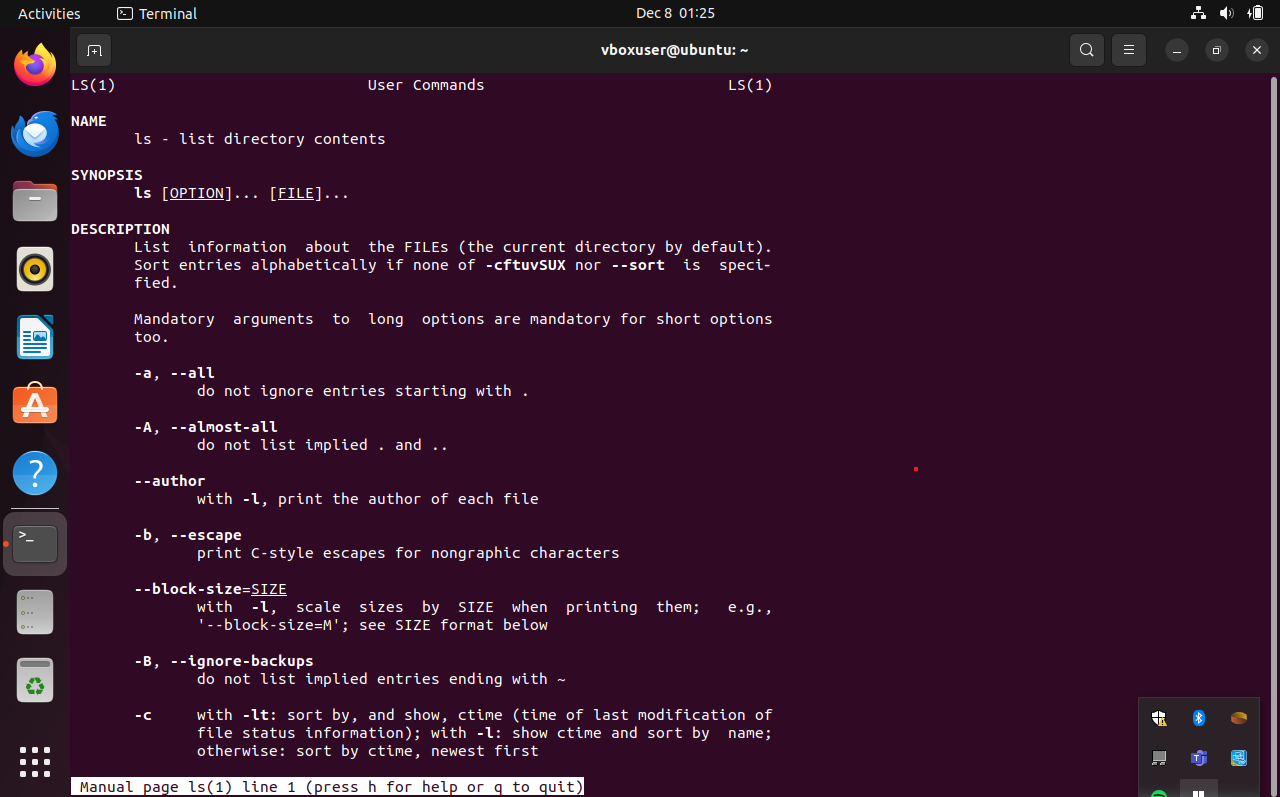 Activities
Terminal
Dec 8 01:25
vboxuser@ubuntu: ~
LS(1) User Commands LS(1)
NAME
ls - list directory contents
SYNOPSIS
ls [OPTION]... [FILE]...
DESCRIPTION
List information about the FILEs (the current directory by default).
Sort entries alphabetically if none of -cftuvSUX nor --sort is speci-
fied.
Mandatory arguments to long options are mandatory for short options
too.
-a, --all
do not ignore entries starting with .
-A, --almost-all
do not list implied . and ..
--author
with -l, print the author of each file
-b, --escape
print C-style escapes for nongraphic characters
--block-size=SIZE
with -l, scale sizes by SIZE when printing them; e.g.,
'--block-size=M'; see SIZE format below
-B, --ignore-backups
do not list implied entries ending with ~
-c with -lt: sort by, and show, ctime (time of last modification of
file status information); with -l: show ctime and sort by name;
otherwise: sort by ctime, newest first
Manual page ls(1) line 1 (press h for help or q to quit)